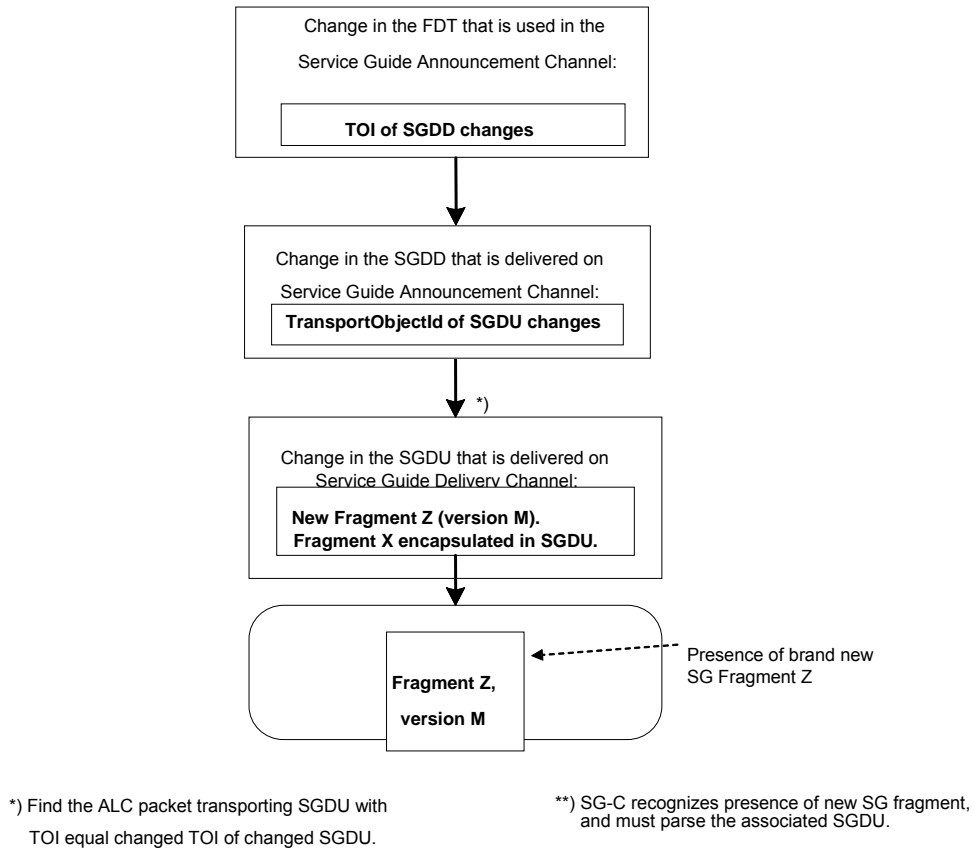 Change in the FDT that is used in the
Service Guide Announcement Channel:
TOI of SGDD changes
Change in the SGDD that is delivered on
Service Guide Announcement Channel:
TransportObjectId of SGDU changes
*)
Change in the SGDU that is delivered on
Service Guide Delivery Channel:
New Fragment Z (version M).
Fragment X encapsulated in SGDU.
Fragment Z,
version M
Presence of brand new
SG Fragment Z
*) Find the ALC packet transporting SGDU with
TOI equal changed TOI of changed SGDU.
**) SG-C recognizes presence of new SG fragment,
and must parse the associated SGDU.